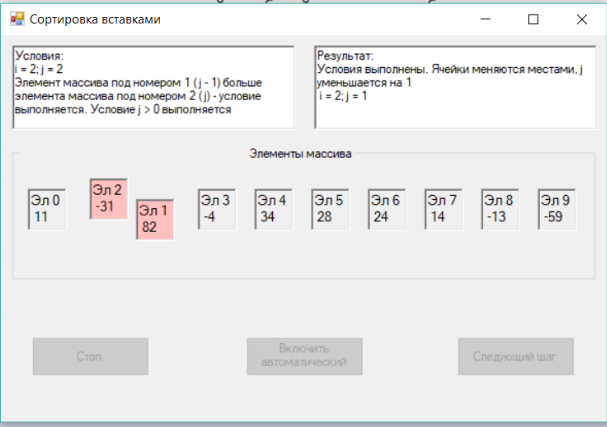 Сортировка вставками
Условия:
i = 2; j = 2
Элемент массива под номером 1 (j - 1) больше
элемента массива под номером 2 (j) - условие
выполняется. Условие j > 0 выполняется
Результат:
Условия выполнены. Ячейки меняются местами, j
уменьшается на 1
i = 2; j = 1
Элементы массива
Эл 0
11
Эл 2
-31
Эл 1
82
Эл 3
-4
Эл 4
34
Эл 5
28
Эл 6
24
Эл 7
14
Эл 8
-13
Эл 9
-59
Стоп
Включить
автоматический
Следующий шаг